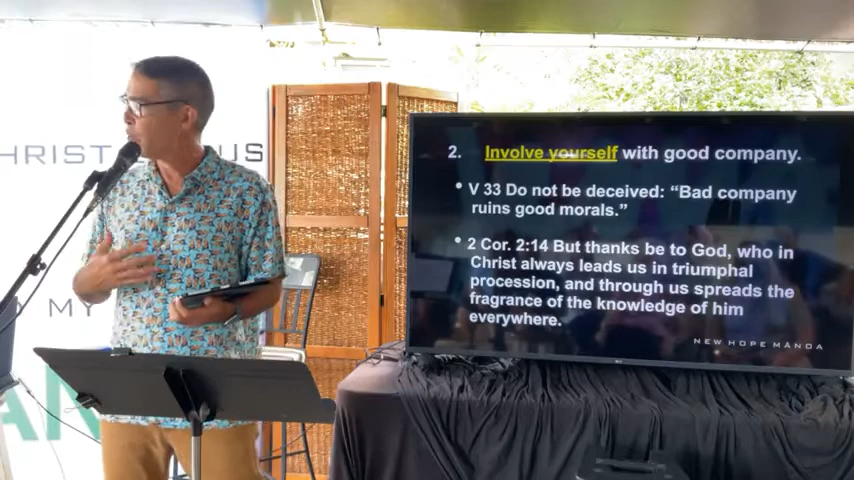 CHRIST
US
MY
AN
2. Involve yourself with good company.
• V 33 Do not be deceived: “Bad company
ruins good morals.”
• 2 Cor. 2:14 But thanks be to God, who in
Christ always leads us in triumphal
procession, and through us spreads the
fragrance of the knowledge of him
everywhere.
NEW HOPE MĀNOA